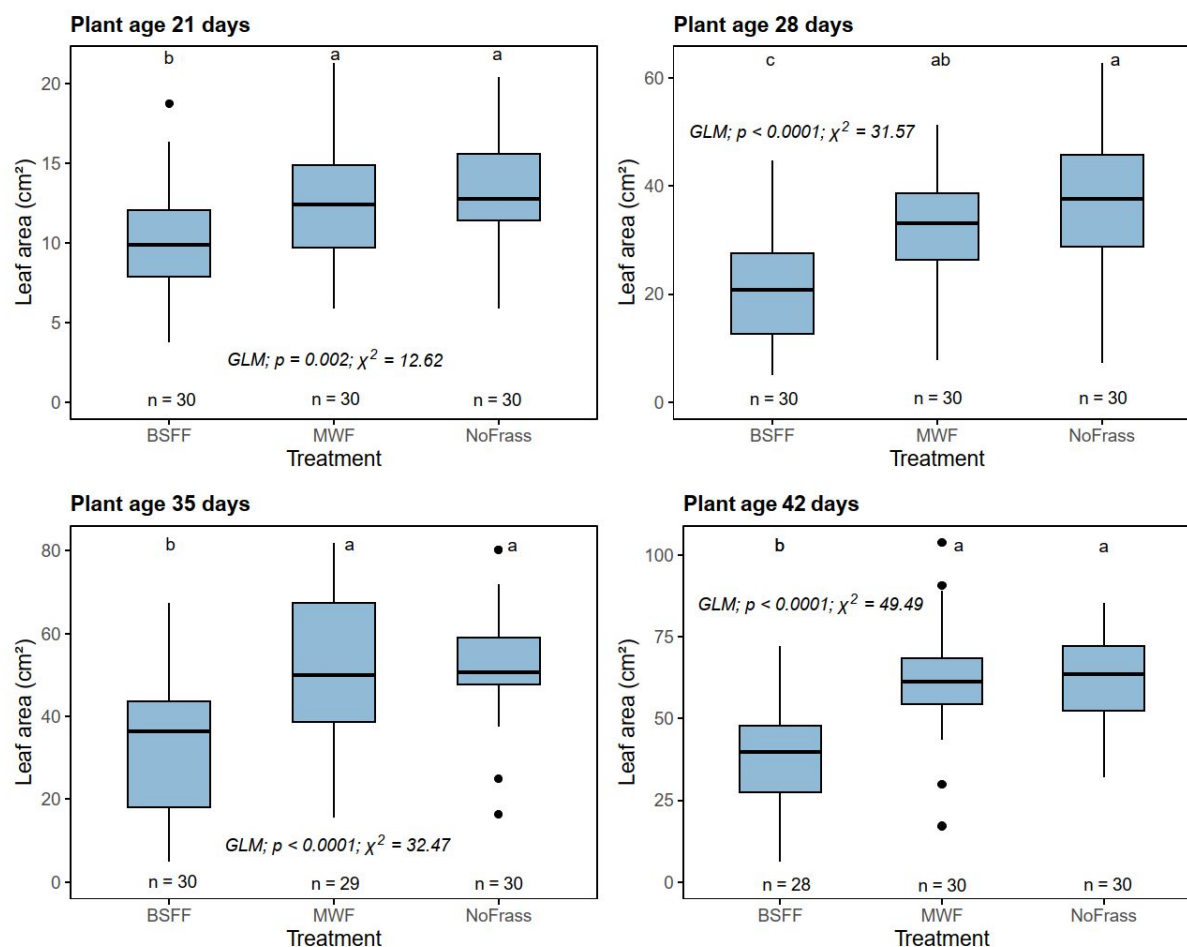 Plant age 21 days
b a a
20
15
10
5
0
Leaf area (cm²)
GLM; p = 0.002; χ² = 12.62
n = 30 n = 30 n = 30
BSFF MWF NoFrass
Treatment
Plant age 28 days
c ab a
60
40
20
0
Leaf area (cm²)
GLM; p < 0.0001; χ² = 31.57
n = 30 n = 30 n = 30
BSFF MWF NoFrass
Treatment
Plant age 35 days
b a a
80
60
40
20
0
Leaf area (cm²)
GLM; p < 0.0001; χ² = 32.47
n = 30 n = 29 n = 30
BSFF MWF NoFrass
Treatment
Plant age 42 days
b a a
100
75
50
25
0
Leaf area (cm²)
GLM; p < 0.0001; χ² = 49.49
n = 28 n = 30 n = 30
BSFF MWF NoFrass
Treatment